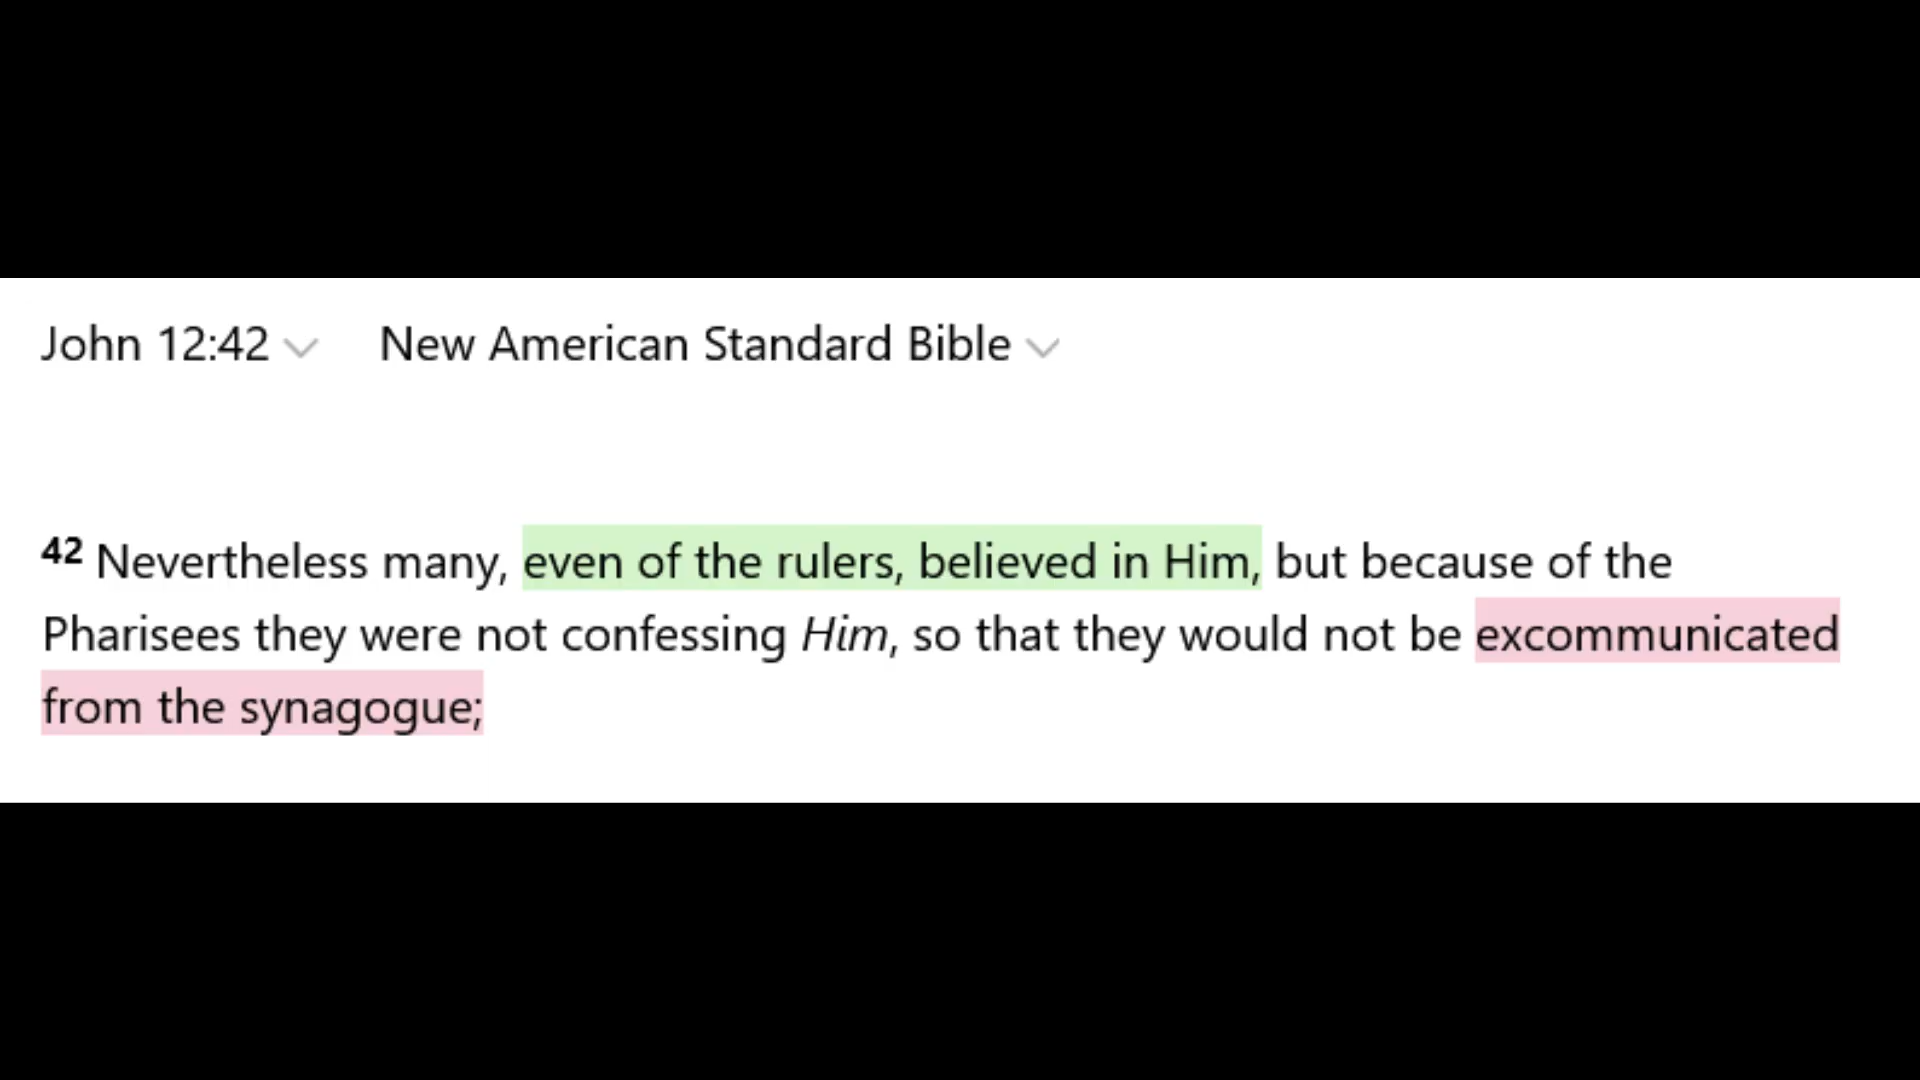 John 12:42 New American Standard Bible
42 Nevertheless many, even of the rulers, believed in Him, but because of the
Pharisees they were not confessing Him, so that they would not be excommunicated
from the synagogue;